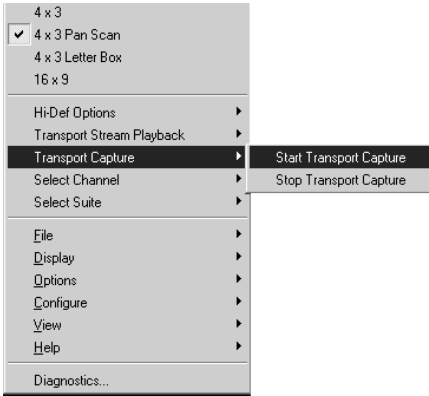 4 x 3
4 x 3 Pan Scan
4 x 3 Letter Box
16 x 9
Hi-Def Options
Transport Stream Playback
Transport Capture
Start Transport Capture
Select Channel
Stop Transport Capture
Select Suite
File
Display
Options
Configure
View
Help
Diagnostics...